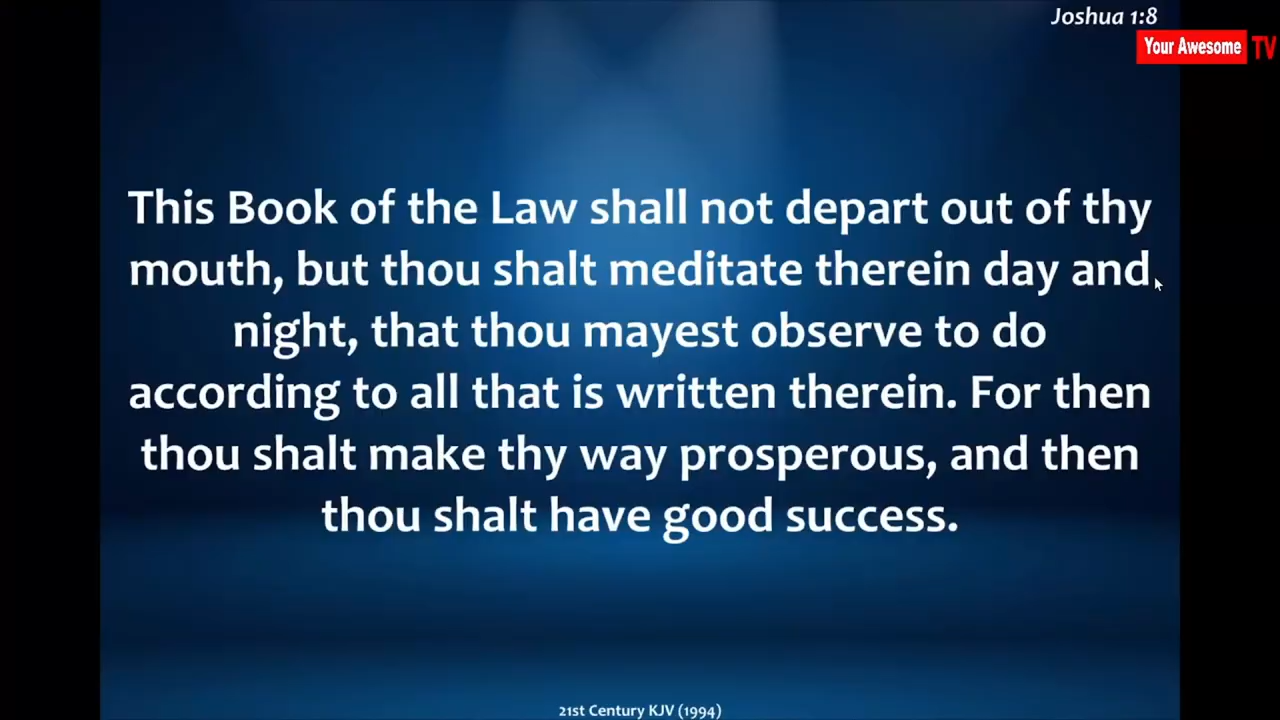 Joshua 1:8
Your Awesome TV
This Book of the Law shall not depart out of thy
mouth, but thou shalt meditate therein day and
night, that thou mayest observe to do
according to all that is written therein. For then
thou shalt make thy way prosperous, and then
thou shalt have good success.
21st Century KJV (1994)